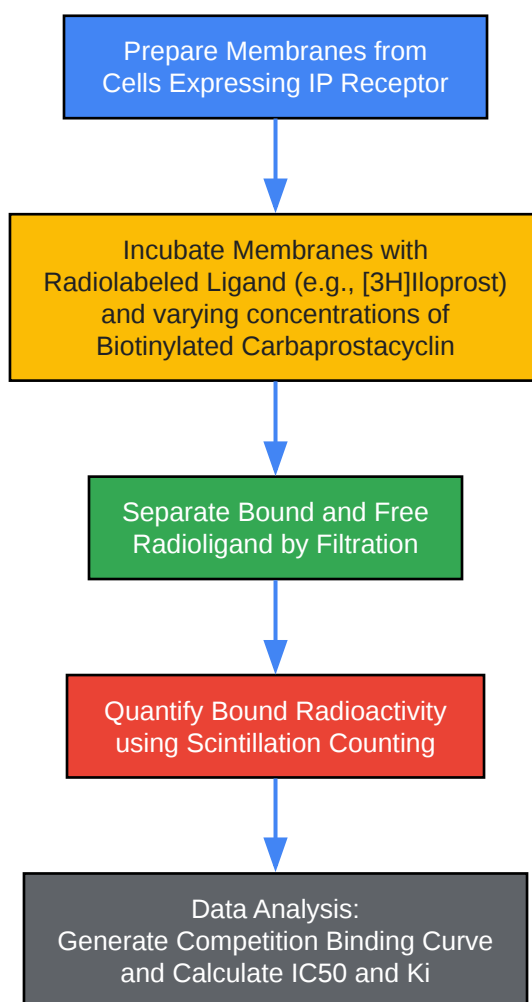 Prepare Membranes from
Cells Expressing IP Receptor
Incubate Membranes with
Radiolabeled Ligand (e.g., [3H]Iloprost)
and varying concentrations of
Biotinylated Carbaprostacyclin
Separate Bound and Free
Radioligand by Filtration
Quantify Bound Radioactivity
using Scintillation Counting
Data Analysis:
Generate Competition Binding Curve
and Calculate IC50 and Ki